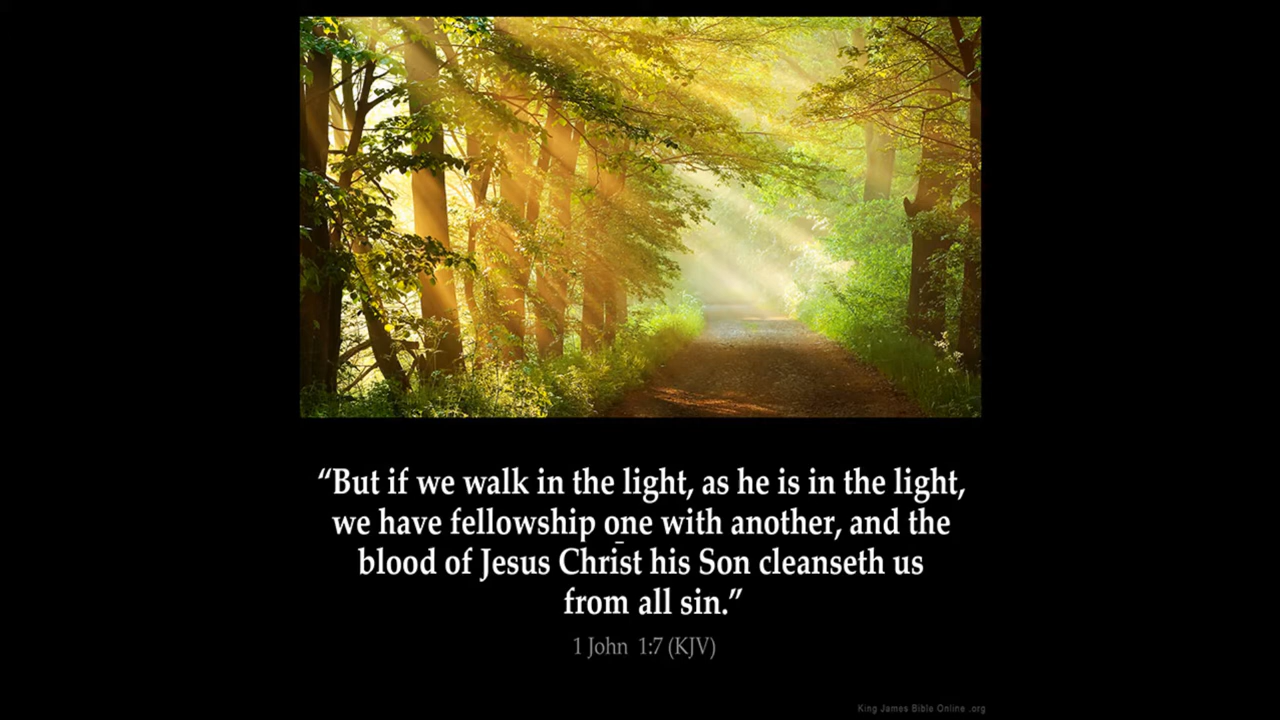 “But if we walk in the light, as he is in the light,
we have fellowship one with another, and the
blood of Jesus Christ his Son cleanseth us
from all sin.”
1 John 1:7 (KJV)
King James Bible Online .org